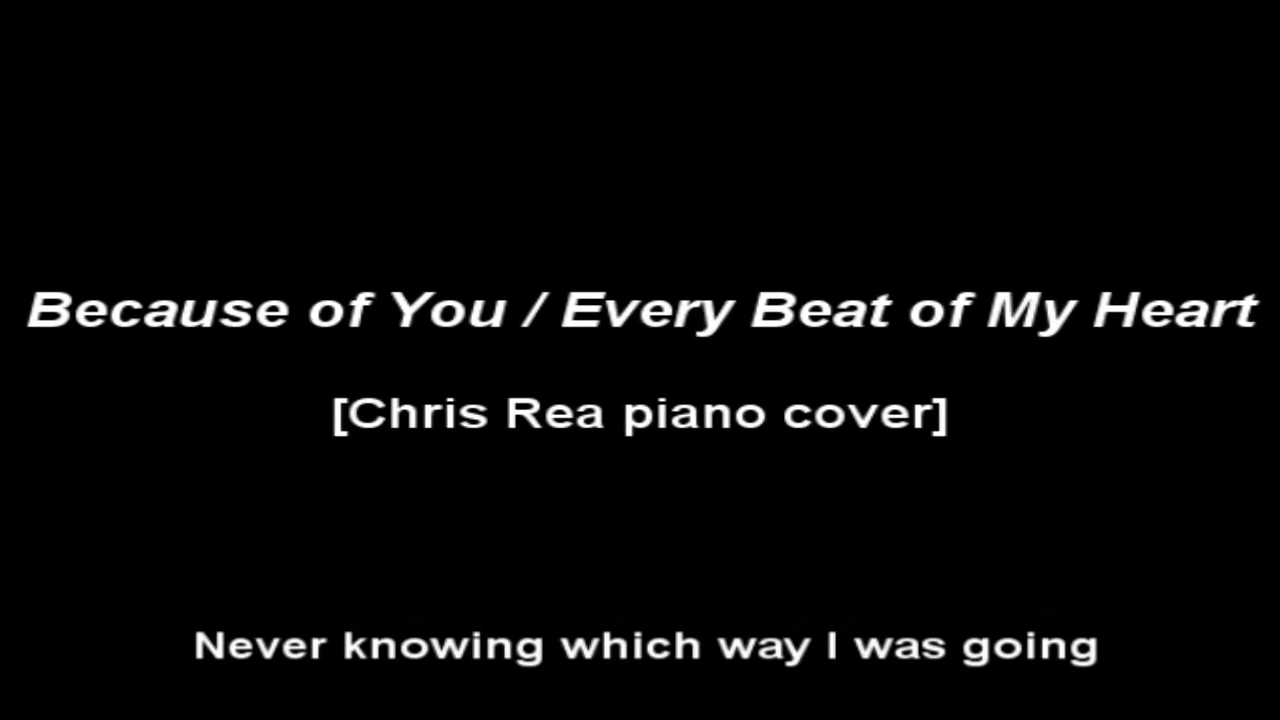 Because of You / Every Beat of My Heart
[Chris Rea piano cover]
Never knowing which way I was going